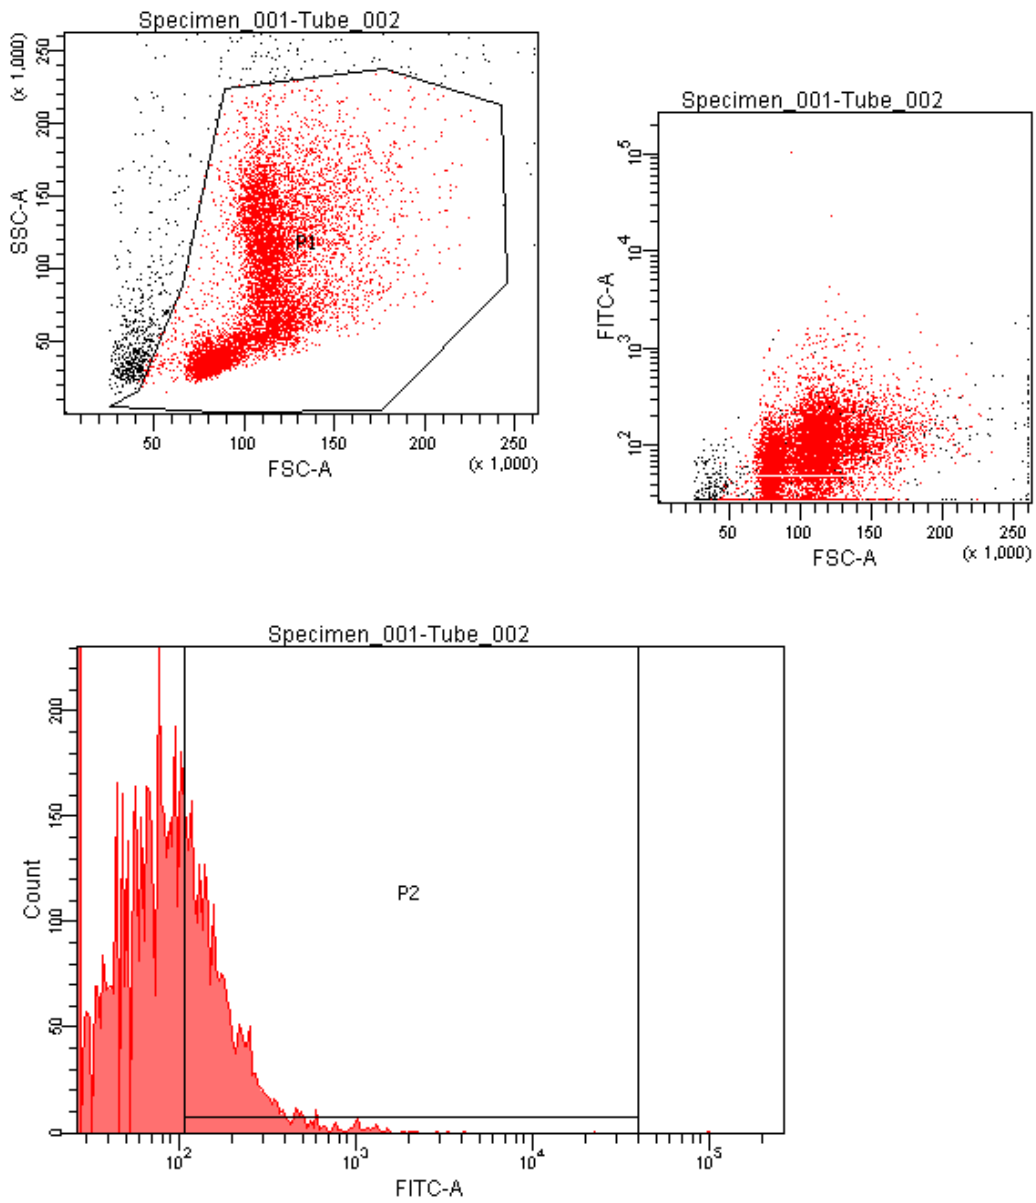 Specimen_001-Tube_002
(x 1,000)
SSC-A
250
200
150
100
50
P1
50 100 150 200 250
FSC-A (x 1,000)
Specimen_001-Tube_002
FITC-A
10^5
10^4
10^3
10^2
50 100 150 200 250
FSC-A (x 1,000)
Specimen_001-Tube_002
Count
200
150
100
50
0
P2
10^2 10^3 10^4 10^5
FITC-A